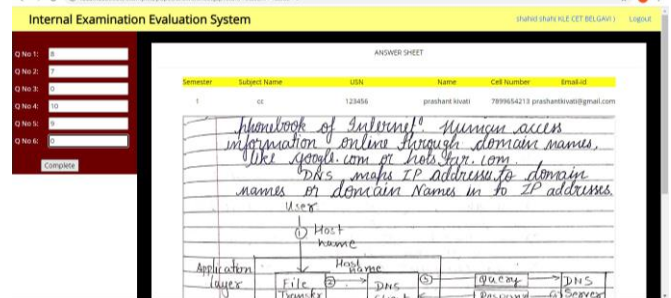 Internal Examination Evaluation System
shahid shahi KLE CET BELGAVI ) Logout
ANSWER SHEET
Q No 1: 8
Q No 2: 7
Q No 3: 0
Q No 4: 10
Q No 5: 9
Q No 6: 0
Complete
Semester Subject Name USN Name Cell Number Email-id
1 cc 123456 prashant kivati 7899654213 prashantkivati@gmail.com
phonebook of Internet". Human access
information online through domain names,
like google.com or hotstar.com.
DNS maps IP addresses to domain
names or domain Names in to IP addresses.
User
① Host
name
Application
layer
Host
name
File ② DNS ③ Query DNS
Transfer Server